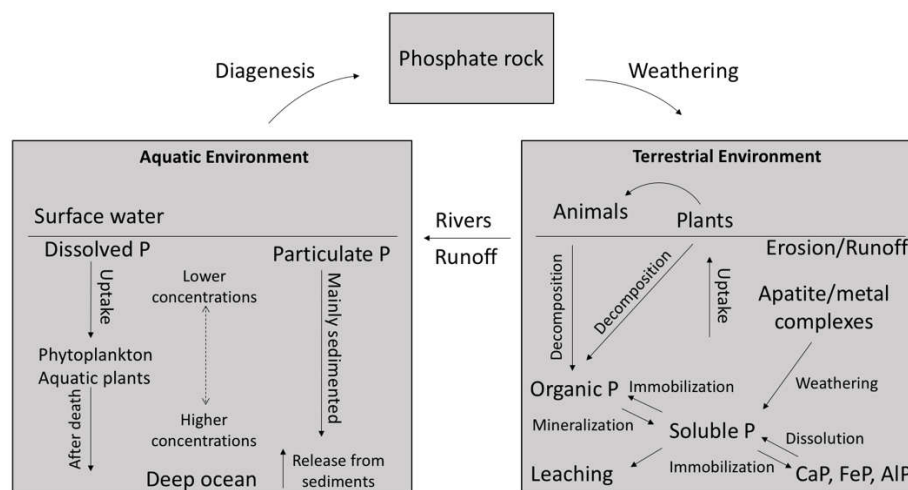 Phosphate rock
Diagenesis
Weathering
Aquatic Environment
Surface water
Dissolved P
Particulate P
Uptake
Lower
concentrations
Mainly sedimented
Phytoplankton
Aquatic plants
After death
Higher
concentrations
Deep ocean
Release from
sediments
Rivers
Runoff
Terrestrial Environment
Animals
Plants
Erosion/Runoff
Decomposition
Decomposition
Uptake
Apatite/metal
complexes
Weathering
Organic P
Immobilization
Mineralization
Soluble P
Dissolution
Leaching
Immobilization
CaP, FeP, AlP